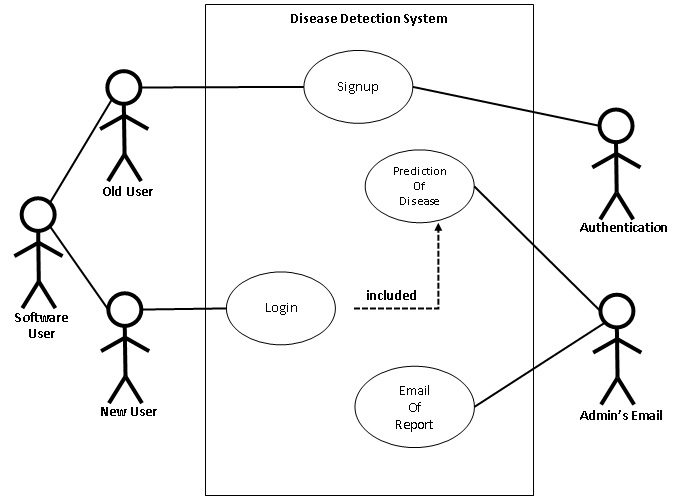 Disease Detection System
Signup
Old User
Prediction
Of
Disease
Authentication
Software
User
included
Login
New User
Email
Of
Report
Admin's Email